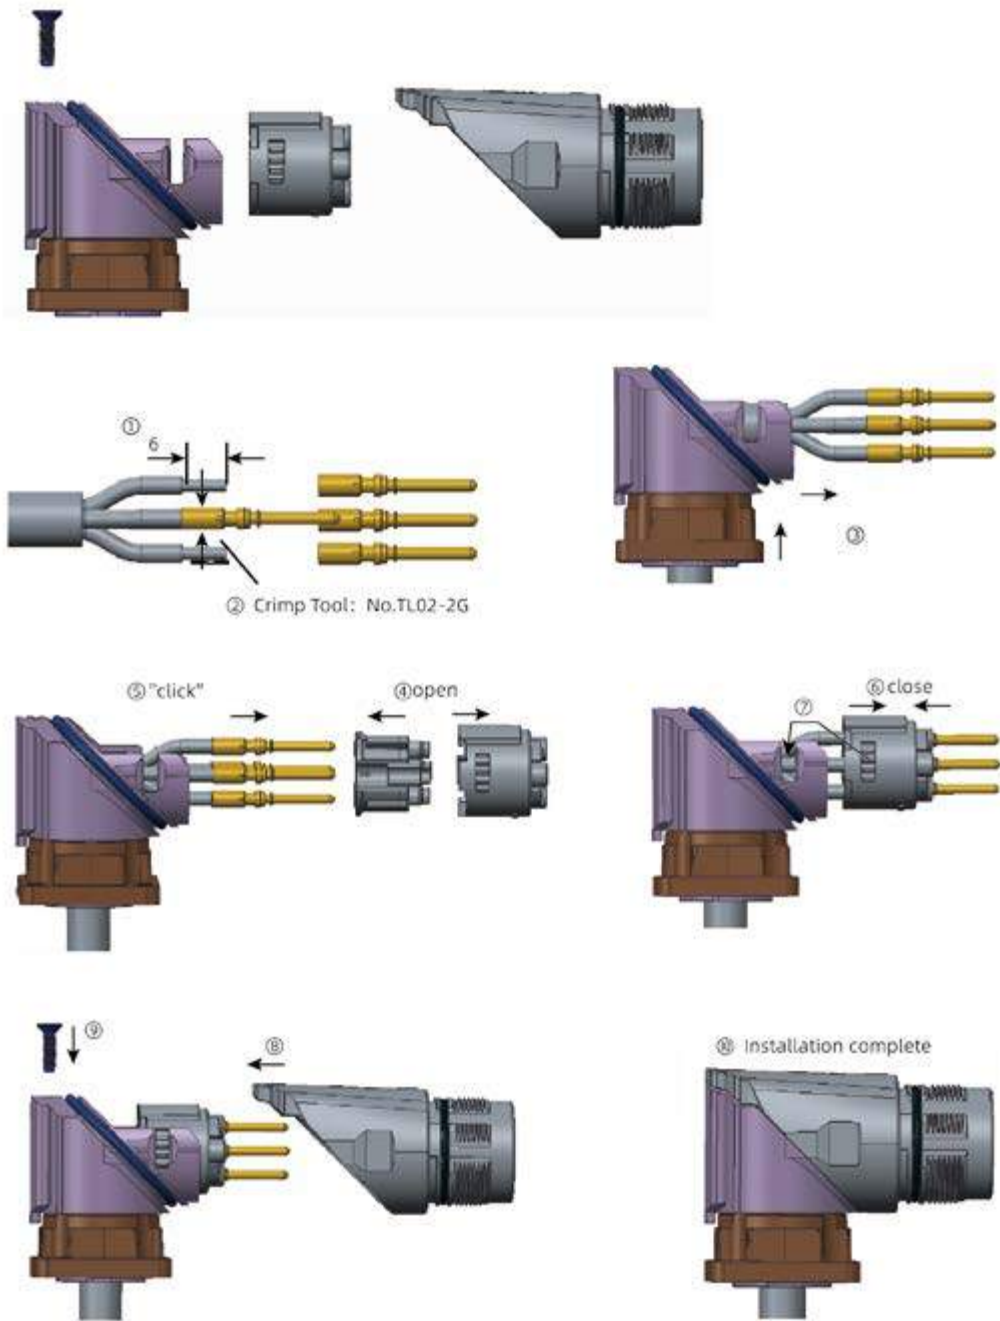 ①
6
② Crimp Tool: No.TL02-2G
③
⑤ "click"
④open
⑥close
⑦
⑨
⑧
⑩ Installation complete